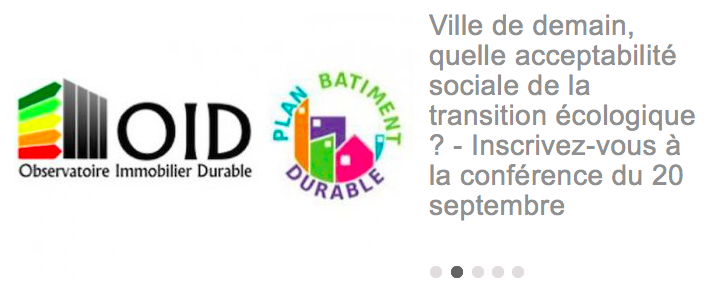 OID
Observatoire Immobilier Durable
PLAN BATIMENT
DURABLE
Ville de demain,
quelle acceptabilité
sociale de la
transition écologique
? - Inscrivez-vous à
la conférence du 20
septembre